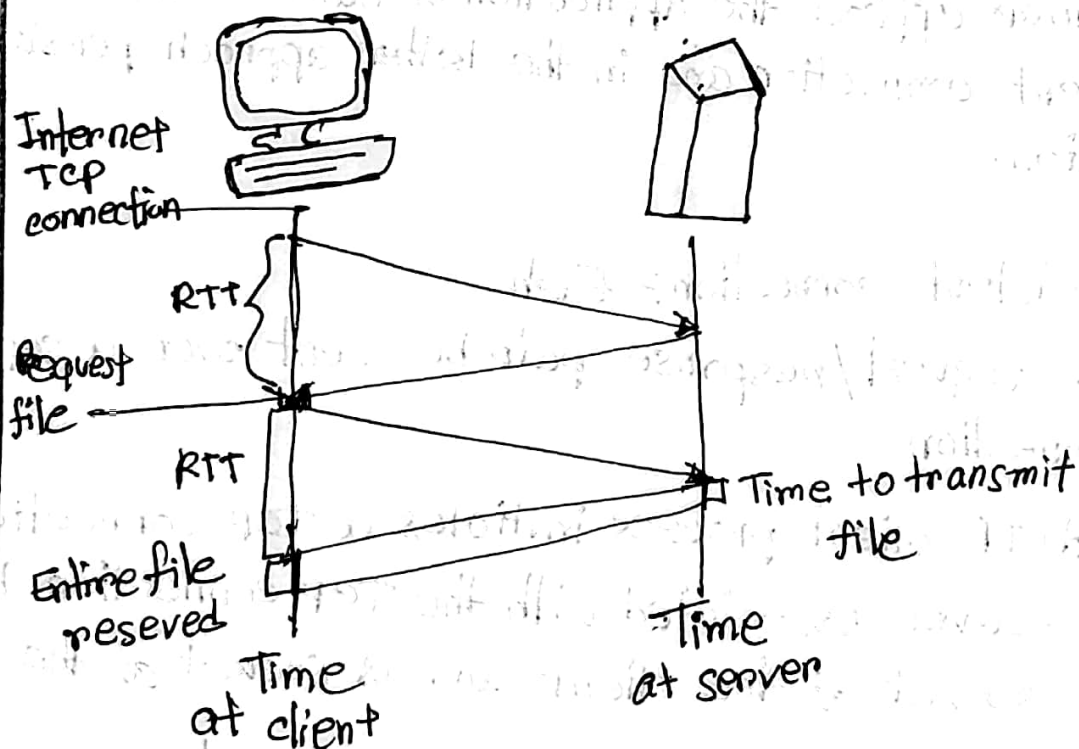 Internet
TCP
connection
RTT
Request
file
RTT
Time to transmit
file
Entire file
reseved
Time
at client
Time
at server